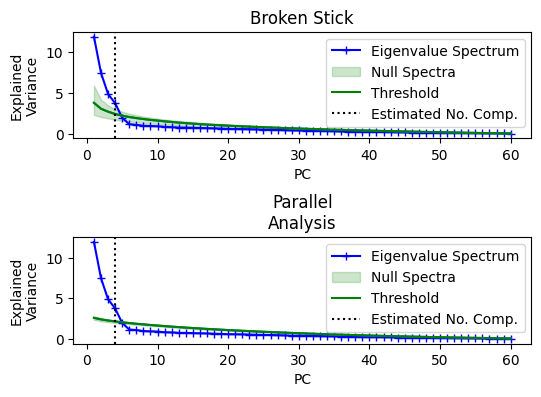 Broken Stick
Explained
Variance
10
5
0
Eigenvalue Spectrum
Null Spectra
Threshold
Estimated No. Comp.
0 10 20 30 40 50 60
PC
Parallel
Analysis
Explained
Variance
10
5
0
Eigenvalue Spectrum
Null Spectra
Threshold
Estimated No. Comp.
0 10 20 30 40 50 60
PC